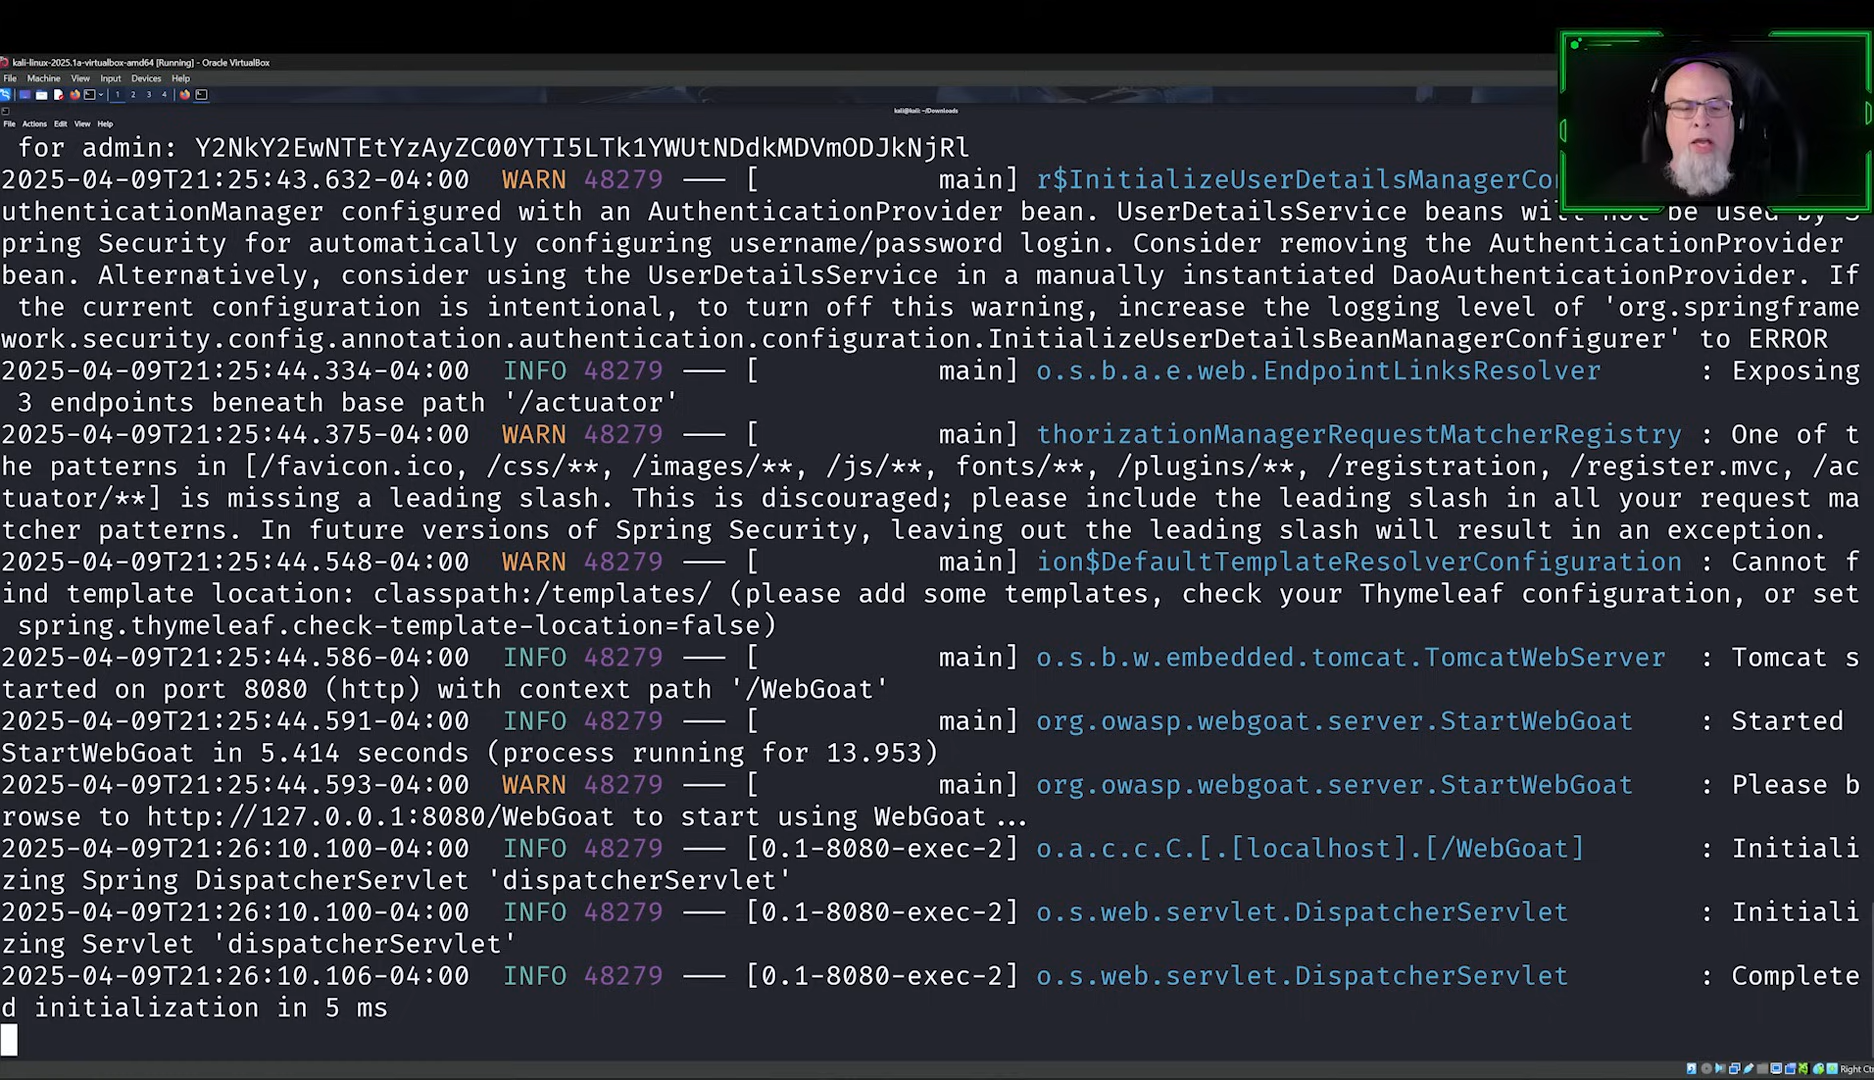 kali-linux-2025.1a-virtualbox-amd64 [Running] - Oracle VirtualBox
File Machine View Input Devices Help
1 2 3 4
kali@kali: ~/Downloads
File Actions Edit View Help
for admin: Y2NkY2EwNTEtYzAyZC00YTI5LTk1YWUtNDdkMDVmODJkNjRl
2025-04-09T21:25:43.632-04:00 WARN 48279 --- [ main] r$InitializeUserDetailsManagerCo
uthenticationManager configured with an AuthenticationProvider bean. UserDetailsService beans will not be used by S
pring Security for automatically configuring username/password login. Consider removing the AuthenticationProvider
bean. Alternatively, consider using the UserDetailsService in a manually instantiated DaoAuthenticationProvider. If
the current configuration is intentional, to turn off this warning, increase the logging level of 'org.springframe
work.security.config.annotation.authentication.configuration.InitializeUserDetailsBeanManagerConfigurer' to ERROR
2025-04-09T21:25:44.334-04:00 INFO 48279 --- [ main] o.s.b.a.e.web.EndpointLinksResolver : Exposing
3 endpoints beneath base path '/actuator'
2025-04-09T21:25:44.375-04:00 WARN 48279 --- [ main] thorizationManagerRequestMatcherRegistry : One of t
he patterns in [/favicon.ico, /css/**, /images/**, /js/**, fonts/**, /plugins/**, /registration, /register.mvc, /ac
tuator/**] is missing a leading slash. This is discouraged; please include the leading slash in all your request ma
tcher patterns. In future versions of Spring Security, leaving out the leading slash will result in an exception.
2025-04-09T21:25:44.548-04:00 WARN 48279 --- [ main] ion$DefaultTemplateResolverConfiguration : Cannot f
ind template location: classpath:/templates/ (please add some templates, check your Thymeleaf configuration, or set
spring.thymeleaf.check-template-location=false)
2025-04-09T21:25:44.586-04:00 INFO 48279 --- [ main] o.s.b.w.embedded.tomcat.TomcatWebServer : Tomcat s
tarted on port 8080 (http) with context path '/WebGoat'
2025-04-09T21:25:44.591-04:00 INFO 48279 --- [ main] org.owasp.webgoat.server.StartWebGoat : Started
StartWebGoat in 5.414 seconds (process running for 13.953)
2025-04-09T21:25:44.593-04:00 WARN 48279 --- [ main] org.owasp.webgoat.server.StartWebGoat : Please b
rowse to http://127.0.0.1:8080/WebGoat to start using WebGoat...
2025-04-09T21:26:10.100-04:00 INFO 48279 --- [0.1-8080-exec-2] o.a.c.c.C.[.[localhost].[/WebGoat] : Initiali
zing Spring DispatcherServlet 'dispatcherServlet'
2025-04-09T21:26:10.100-04:00 INFO 48279 --- [0.1-8080-exec-2] o.s.web.servlet.DispatcherServlet : Initiali
zing Servlet 'dispatcherServlet'
2025-04-09T21:26:10.106-04:00 INFO 48279 --- [0.1-8080-exec-2] o.s.web.servlet.DispatcherServlet : Complete
d initialization in 5 ms
Right Ct